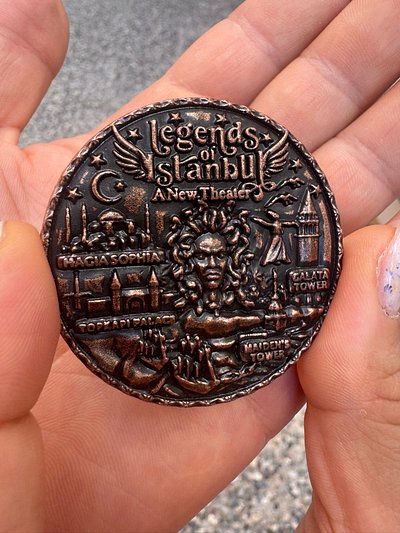 Legends
of
Istanbul
A New Theater
HAGIA SOPHIA
GALATA
TOWER
TOPKAPI PALACE
MAIDEN'S
TOWER